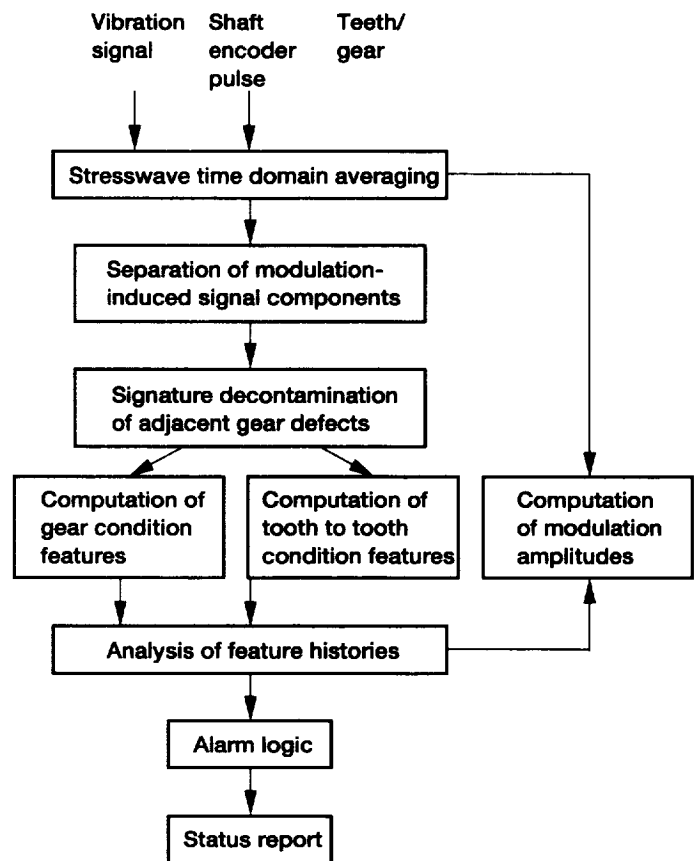 Vibration
signal
Shaft
encoder
pulse
Teeth/
gear
Stresswave time domain averaging
Separation of modulation-
induced signal components
Signature decontamination
of adjacent gear defects
Computation of
gear condition
features
Computation of
tooth to tooth
condition features
Computation
of modulation
amplitudes
Analysis of feature histories
Alarm logic
Status report